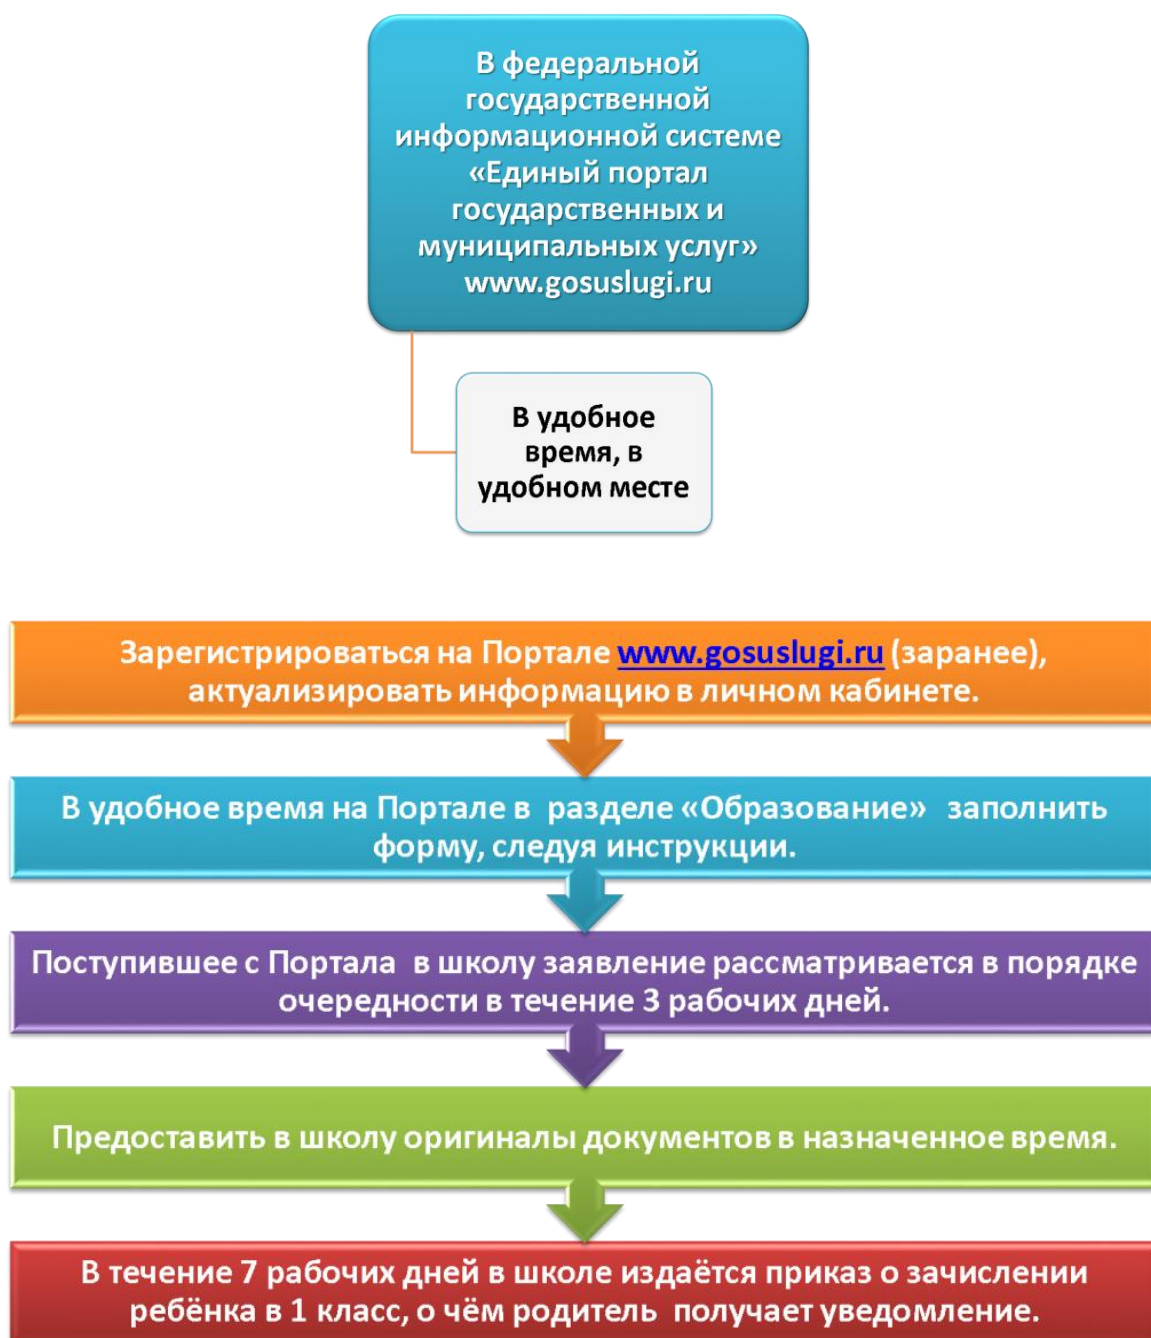 В федеральной
государственной
информационной системе
«Единый портал
государственных и
муниципальных услуг»
www.gosuslugi.ru
В удобное
время, в
удобном месте
Зарегистрироваться на Портале www.gosuslugi.ru (заранее),
актуализировать информацию в личном кабинете.
В удобное время на Портале в разделе «Образование» заполнить
форму, следуя инструкции.
Поступившее с Портала в школу заявление рассматривается в порядке
очередности в течение 3 рабочих дней.
Предоставить в школу оригиналы документов в назначенное время.
В течение 7 рабочих дней в школе издаётся приказ о зачислении
ребёнка в 1 класс, о чём родитель получает уведомление.